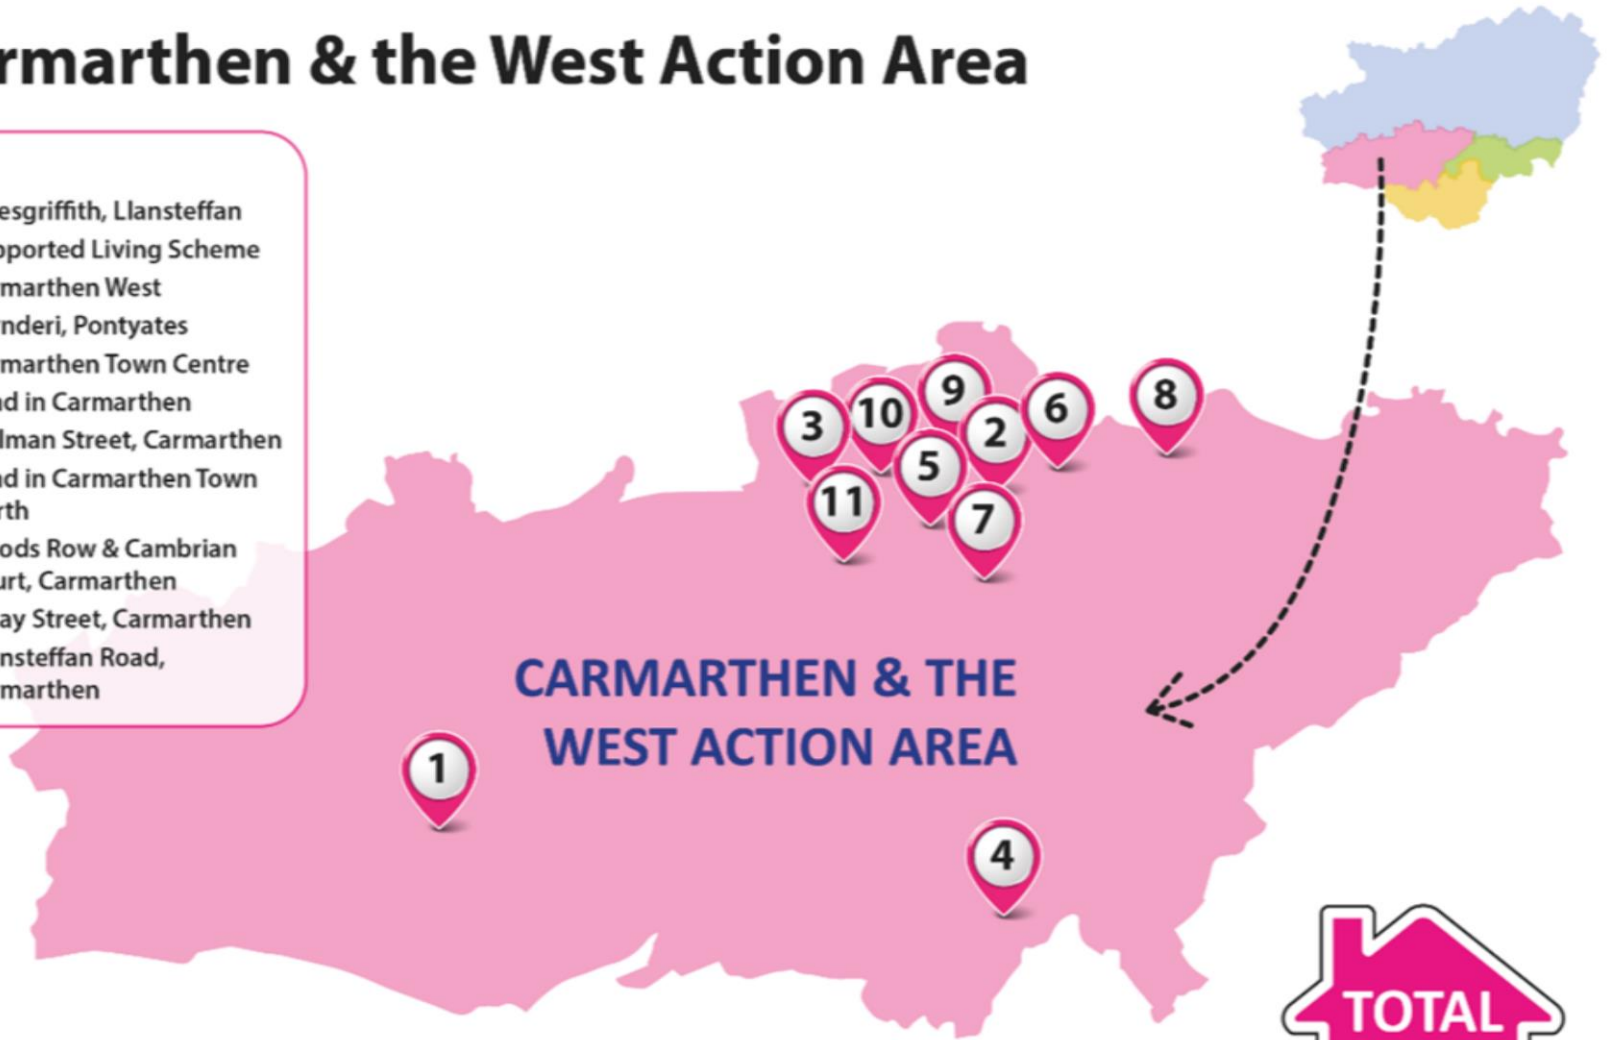 rmarthen & the West Action Area
esgriffith, Llansteffan
pported Living Scheme
marthen West
nderi, Pontyates
marthen Town Centre
nd in Carmarthen
lman Street, Carmarthen
nd in Carmarthen Town
rth
ods Row & Cambrian
urt, Carmarthen
ay Street, Carmarthen
nsteffan Road,
marthen
9
8
6
10
3
2
5
11
7
CARMARTHEN & THE
WEST ACTION AREA
1
4
TOTAL